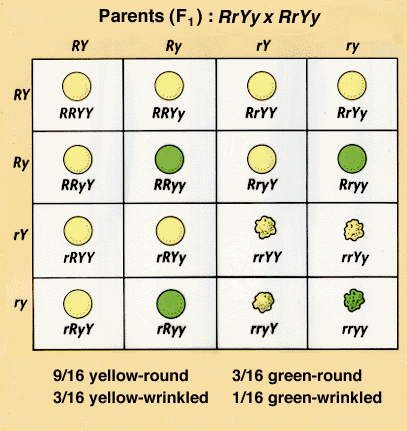 Parents (F1) : RrYy x RrYy
RY Ry rY ry
RY
RRYY RRYy RrYY RrYy
Ry
RRyY RRyy RryY Rryy
rY
rRYY rRYy rrYY rrYy
ry
rRyY rRyy rryY rryy
9/16 yellow-round 3/16 green-round
3/16 yellow-wrinkled 1/16 green-wrinkled